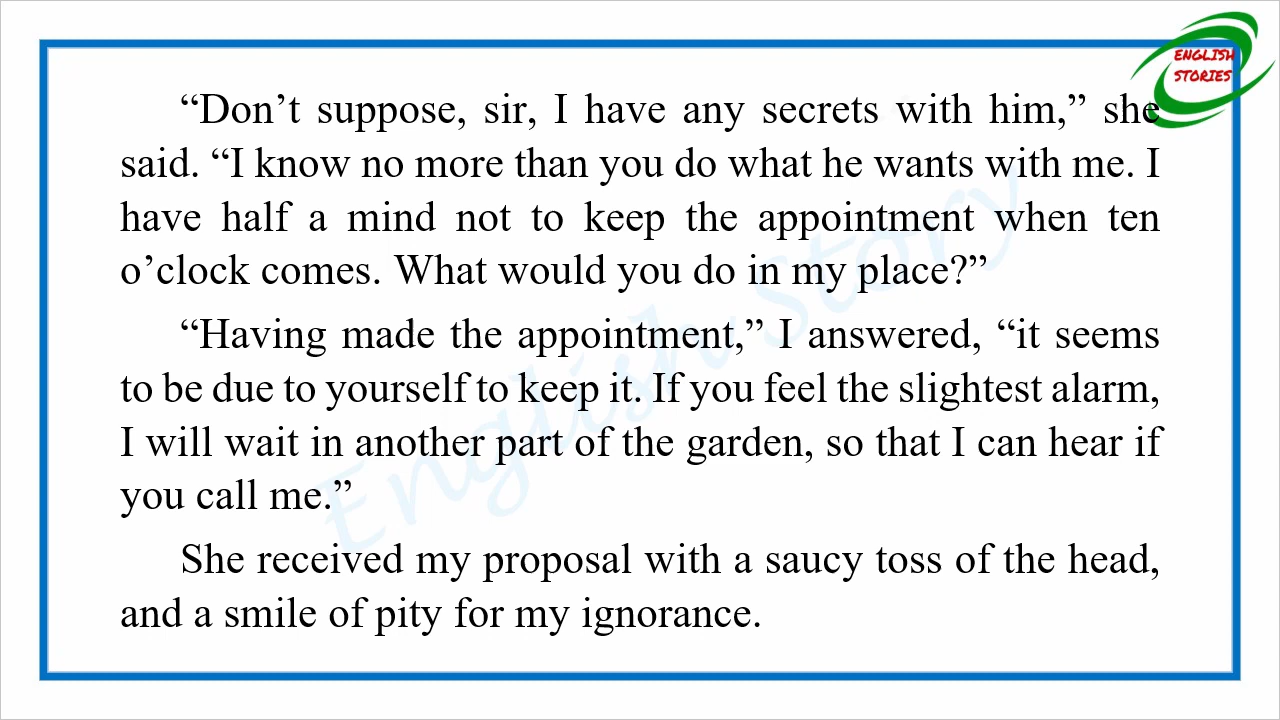 ENGLISH
STORIES
“Don’t suppose, sir, I have any secrets with him,” she
said. “I know no more than you do what he wants with me. I
have half a mind not to keep the appointment when ten
o’clock comes. What would you do in my place?”
“Having made the appointment,” I answered, “it seems
to be due to yourself to keep it. If you feel the slightest alarm,
I will wait in another part of the garden, so that I can hear if
you call me.”
She received my proposal with a saucy toss of the head,
and a smile of pity for my ignorance.
English Story